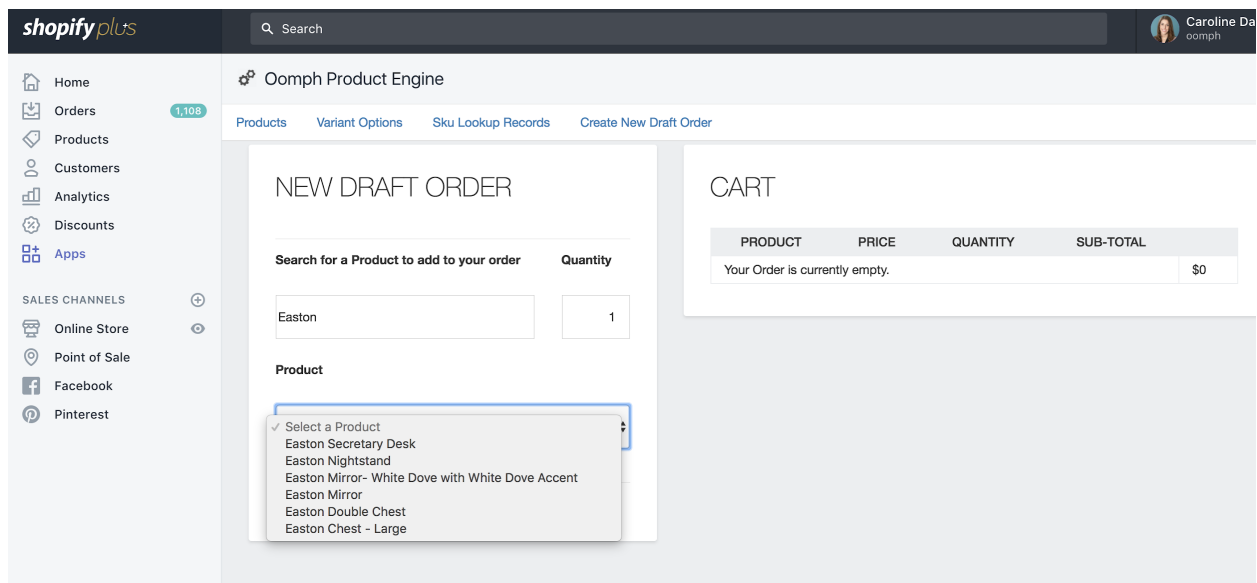 shopify plus
Search
Caroline Da
oomph
Home
Orders 1,108
Products
Customers
Analytics
Discounts
Apps
SALES CHANNELS
Online Store
Point of Sale
Facebook
Pinterest
Oomph Product Engine
Products Variant Options Sku Lookup Records Create New Draft Order
NEW DRAFT ORDER
Search for a Product to add to your order Quantity
Easton 1
Product
✓ Select a Product
Easton Secretary Desk
Easton Nightstand
Easton Mirror- White Dove with White Dove Accent
Easton Mirror
Easton Double Chest
Easton Chest - Large
CART
PRODUCT PRICE QUANTITY SUB-TOTAL
Your Order is currently empty. $0